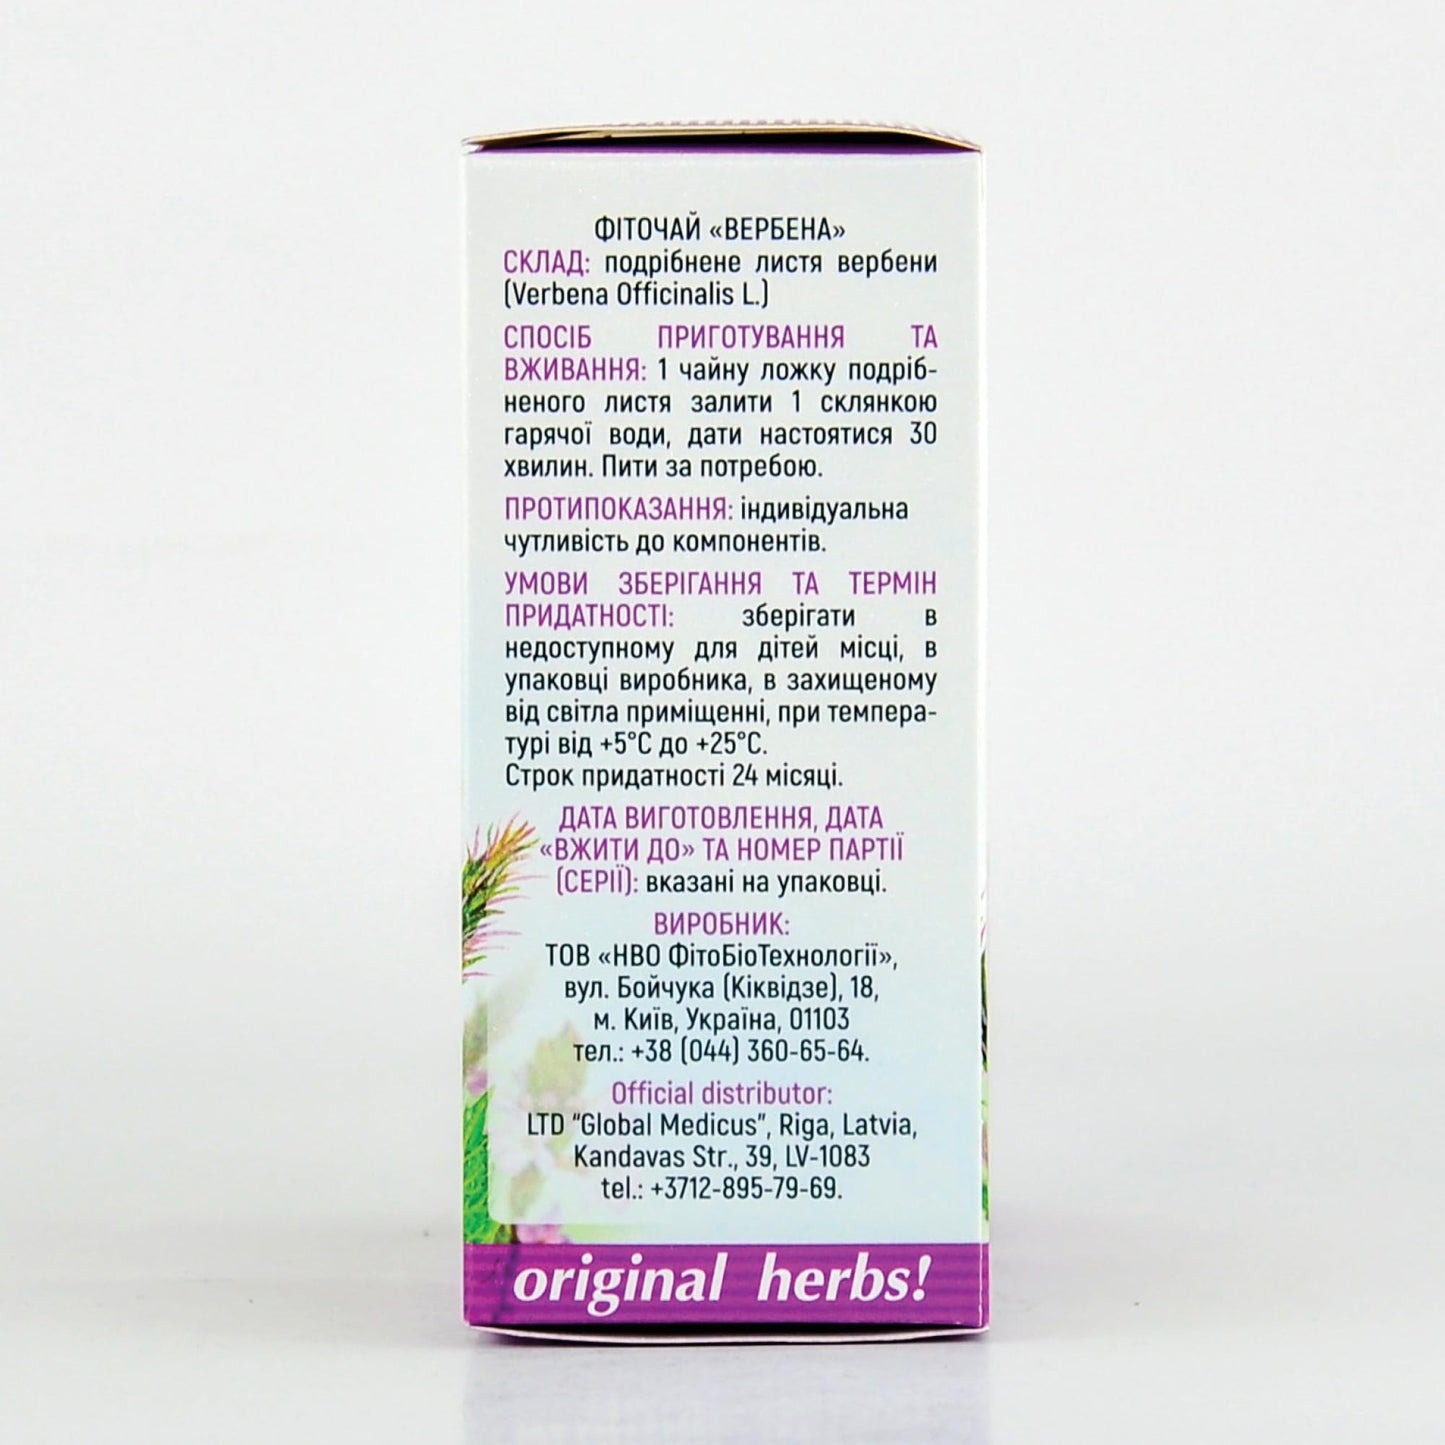 ФІТОЧАЙ «ВЕРБЕНА»
СКЛАД: подрібнене листя вербени
(Verbena Officinalis L.)
СПОСІБ ПРИГОТУВАННЯ ТА
ВЖИВАННЯ: 1 чайну ложку подріб-
неного листя залити 1 склянкою
гарячої води, дати настоятися 30
хвилин. Пити за потребою.
ПРОТИПОКАЗАННЯ: індивідуальна
чутливість до компонентів.
УМОВИ ЗБЕРІГАННЯ ТА ТЕРМІН
ПРИДАТНОСТІ: зберігати в
недоступному для дітей місці, в
упаковці виробника, в захищеному
від світла приміщенні, при темпера-
турі від +5°C до +25°C.
Строк придатності 24 місяці.
ДАТА ВИГОТОВЛЕННЯ, ДАТА
«ВЖИТИ ДО» ТА НОМЕР ПАРТІЇ
(СЕРІЇ): вказані на упаковці.
ВИРОБНИК:
ТОВ «НВО ФітоБіоТехнології»,
вул. Бойчука (Кіквідзе), 18,
м. Київ, Україна, 01103
тел.: +38 (044) 360-65-64.
Official distributor:
LTD "Global Medicus", Riga, Latvia,
Kandavas Str., 39, LV-1083
tel.: +3712-895-79-69.
original herbs!